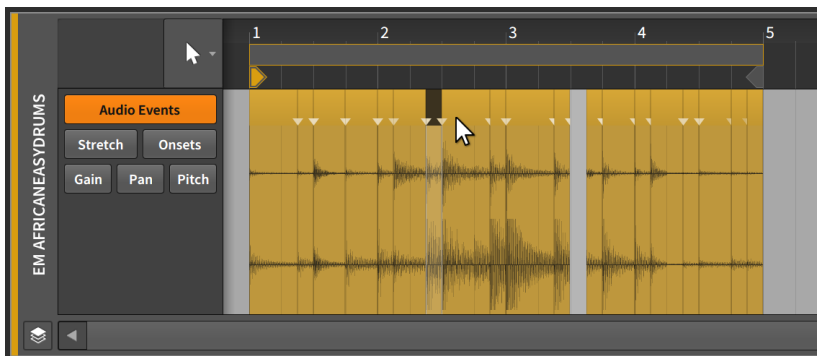 1 2 3 4 5
EM AFRICANEASYDRUMS
Audio Events
Stretch Onsets
Gain Pan Pitch